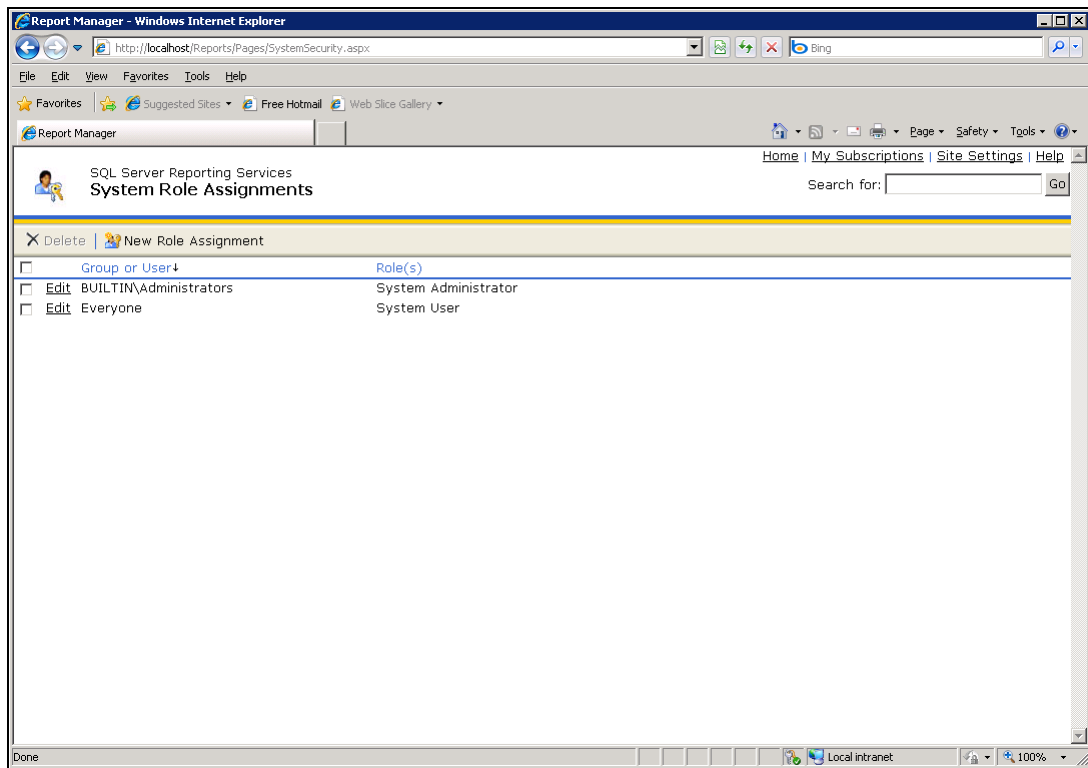 Report Manager - Windows Internet Explorer
http://localhost/Reports/Pages/SystemSecurity.aspx
Bing
File Edit View Favorites Tools Help
Favorites Suggested Sites Free Hotmail Web Slice Gallery
Report Manager
Page Safety Tools
Home | My Subscriptions | Site Settings | Help
SQL Server Reporting Services
System Role Assignments
Search for: Go
Delete | New Role Assignment
Group or User↓ Role(s)
Edit BUILTIN\Administrators System Administrator
Edit Everyone System User
Done Local intranet 100%